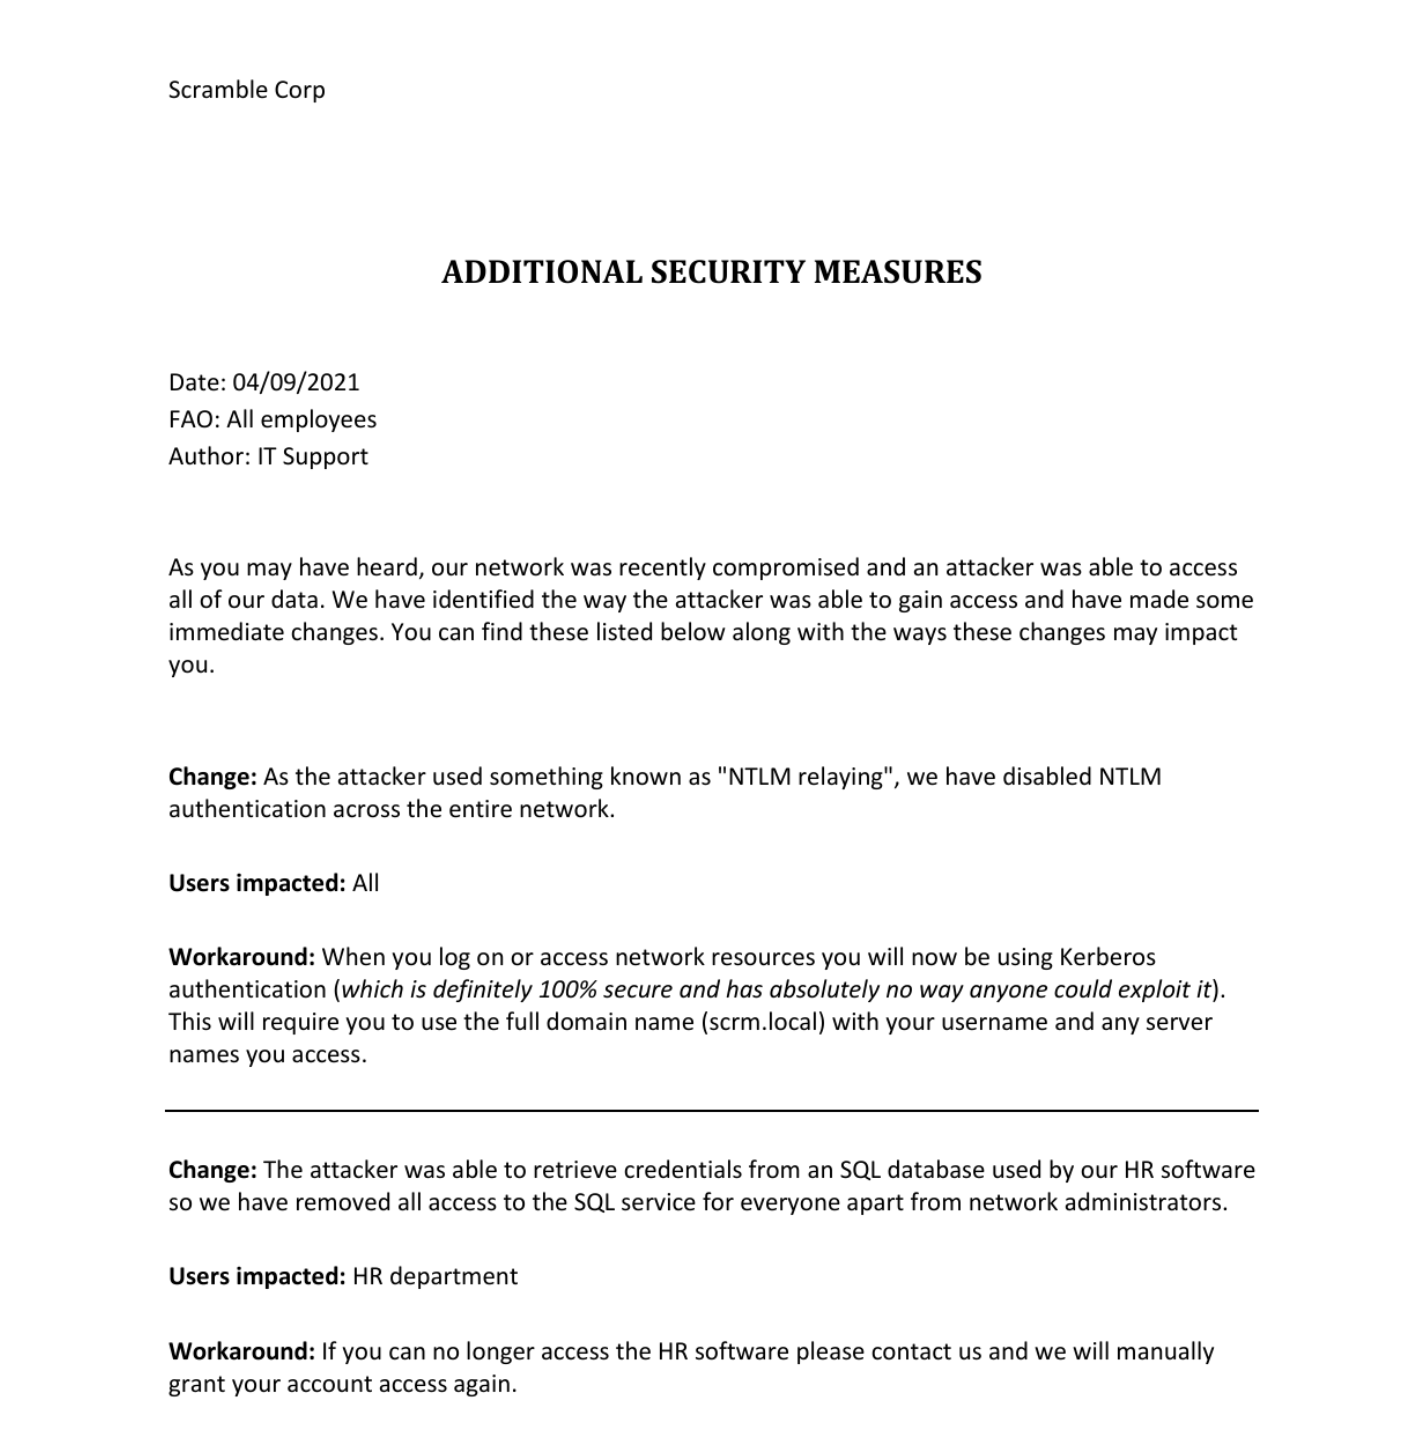 Scramble Corp
ADDITIONAL SECURITY MEASURES
Date: 04/09/2021
FAO: All employees
Author: IT Support
As you may have heard, our network was recently compromised and an attacker was able to access
all of our data. We have identified the way the attacker was able to gain access and have made some
immediate changes. You can find these listed below along with the ways these changes may impact
you.
Change: As the attacker used something known as "NTLM relaying", we have disabled NTLM
authentication across the entire network.
Users impacted: All
Workaround: When you log on or access network resources you will now be using Kerberos
authentication (which is definitely 100% secure and has absolutely no way anyone could exploit it).
This will require you to use the full domain name (scrm.local) with your username and any server
names you access.
Change: The attacker was able to retrieve credentials from an SQL database used by our HR software
so we have removed all access to the SQL service for everyone apart from network administrators.
Users impacted: HR department
Workaround: If you can no longer access the HR software please contact us and we will manually
grant your account access again.